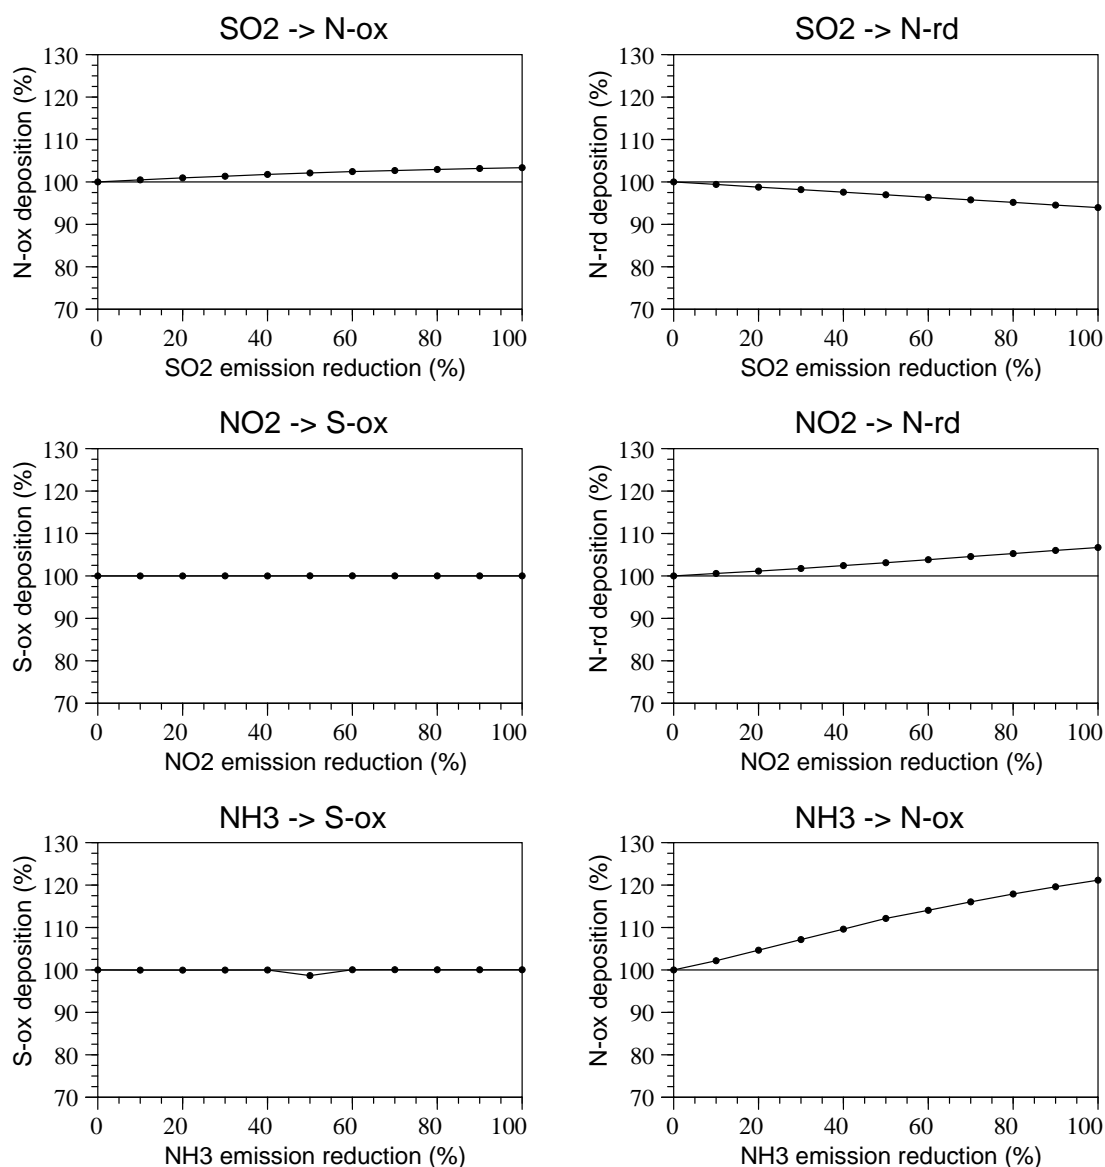 SO2 -> N-ox
N-ox deposition (%)
130
120
110
100
90
80
70
0 20 40 60 80 100
SO2 emission reduction (%)
SO2 -> N-rd
N-rd deposition (%)
130
120
110
100
90
80
70
0 20 40 60 80 100
SO2 emission reduction (%)
NO2 -> S-ox
S-ox deposition (%)
130
120
110
100
90
80
70
0 20 40 60 80 100
NO2 emission reduction (%)
NO2 -> N-rd
N-rd deposition (%)
130
120
110
100
90
80
70
0 20 40 60 80 100
NO2 emission reduction (%)
NH3 -> S-ox
S-ox deposition (%)
130
120
110
100
90
80
70
0 20 40 60 80 100
NH3 emission reduction (%)
NH3 -> N-ox
N-ox deposition (%)
130
120
110
100
90
80
70
0 20 40 60 80 100
NH3 emission reduction (%)